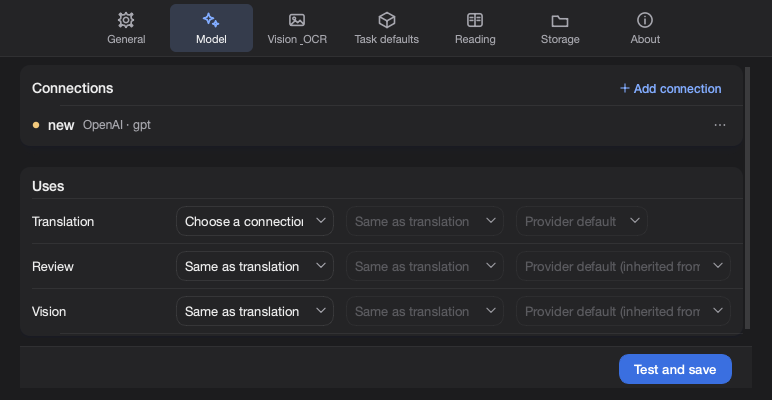 General
Model
Vision _OCR
Task defaults
Reading
Storage
About
Connections
+ Add connection
new OpenAI · gpt
Uses
Translation Choose a connection Same as translation Provider default
Review Same as translation Same as translation Provider default (inherited from
Vision Same as translation Same as translation Provider default (inherited from
Test and save